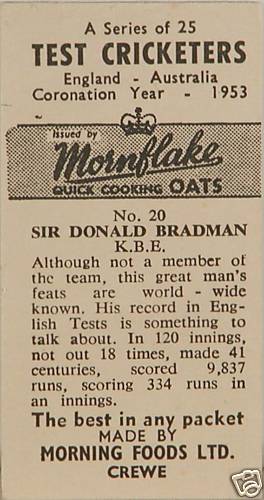 A Series of 25
TEST CRICKETERS
England - Australia
Coronation Year - 1953
Issued by
Mornflake
QUICK COOKING OATS
No. 20
SIR DONALD BRADMAN
K.B.E.
Although not a member of
the team, this great man's
feats are world - wide
known. His record in Eng-
lish Tests is something to
talk about. In 120 innings,
not out 18 times, made 41
centuries, scored 9,837
runs, scoring 334 runs in
an innings.
The best in any packet
MADE BY
MORNING FOODS LTD.
CREWE
ebY